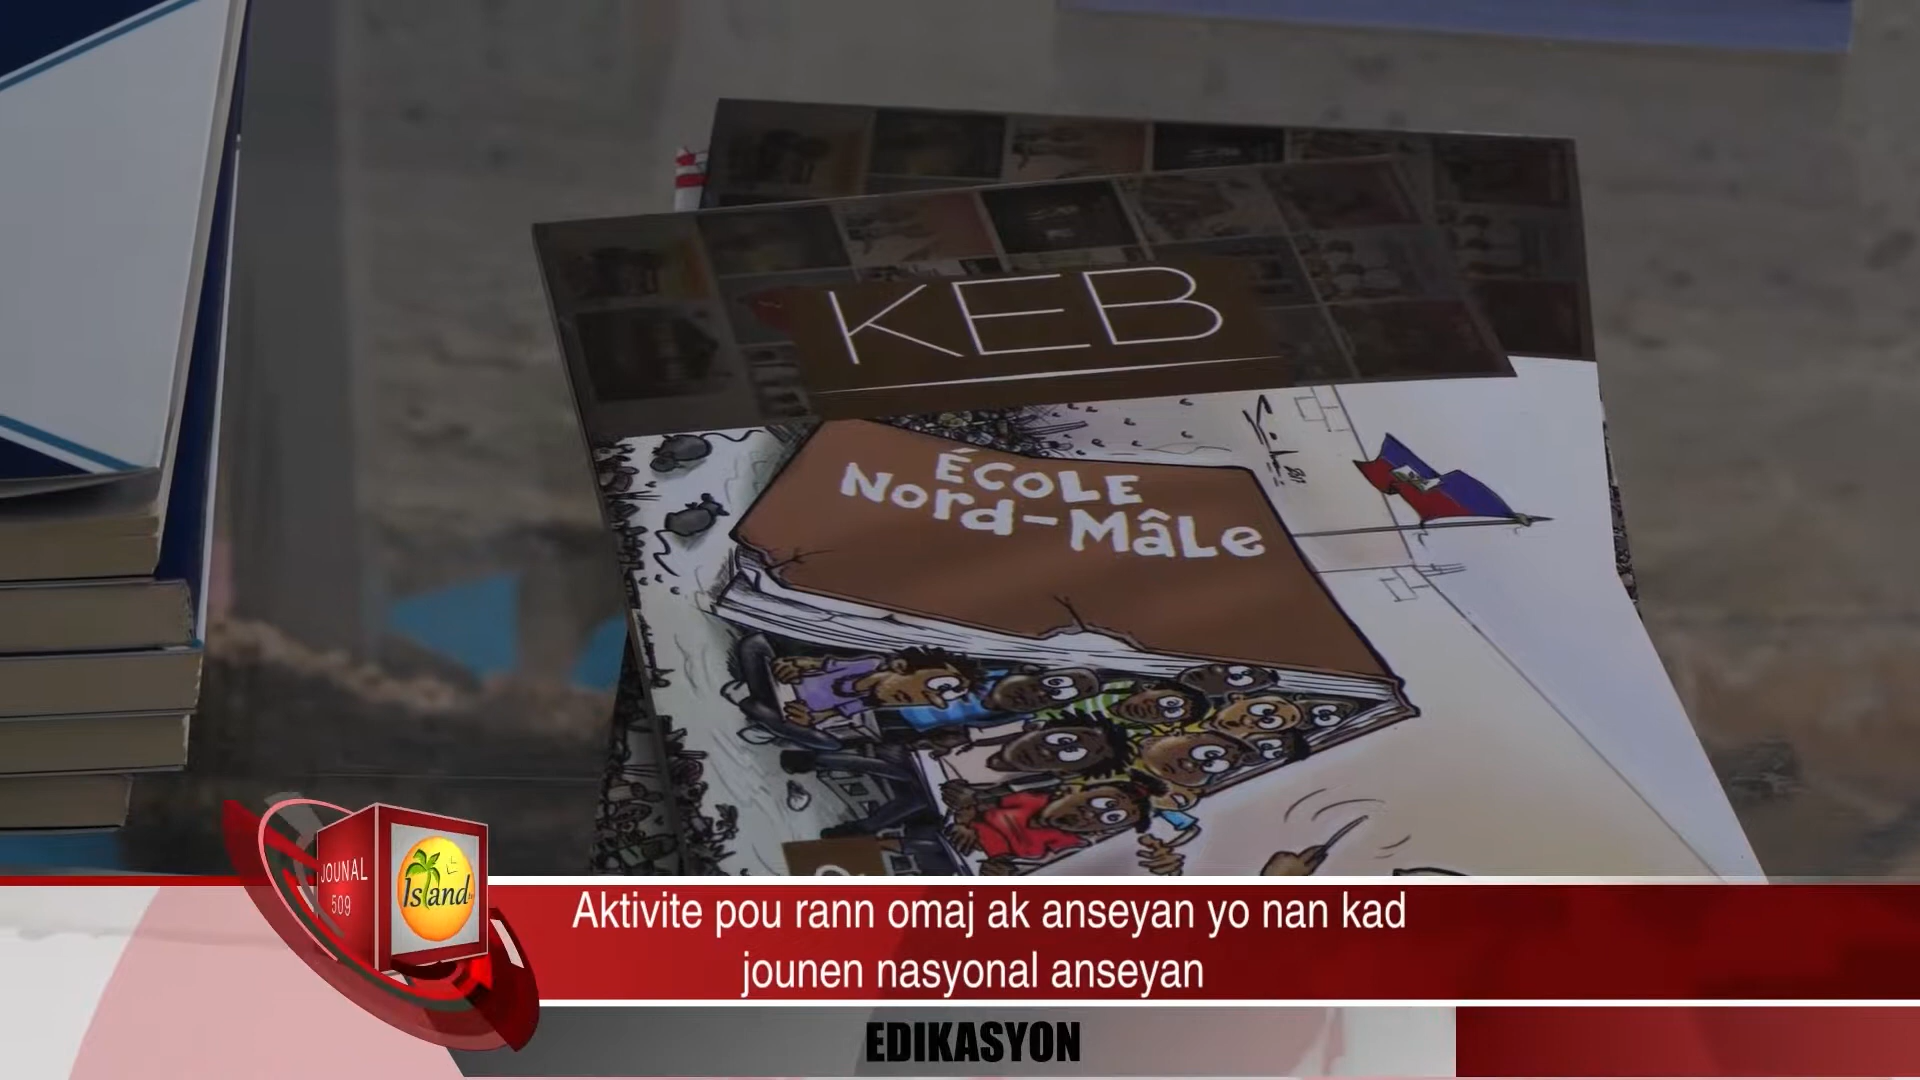 KEB
ÉCOLE
Nord-Mâle
JOUNAL
509
Island
Aktivite pou rann omaj ak anseyan yo nan kad
jounen nasyonal anseyan
EDIKASYON